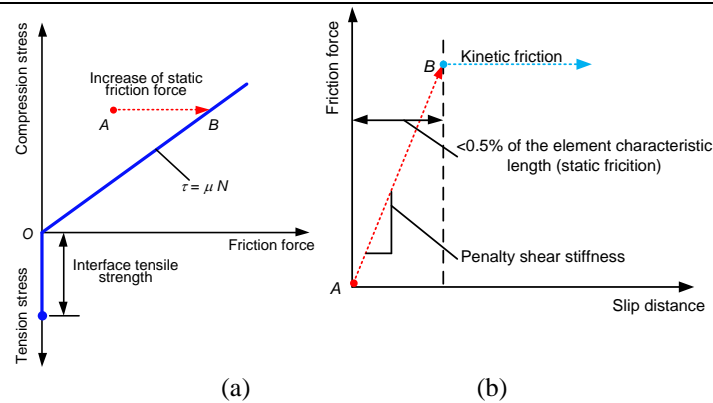 Compression stress
Tension stress
Increase of static
friction force
A
B
τ = μ N
O
Friction force
Interface tensile
strength
(a)
Friction force
B
Kinetic friction
<0.5% of the element characteristic
length (static fricition)
Penalty shear stiffness
A
Slip distance
(b)